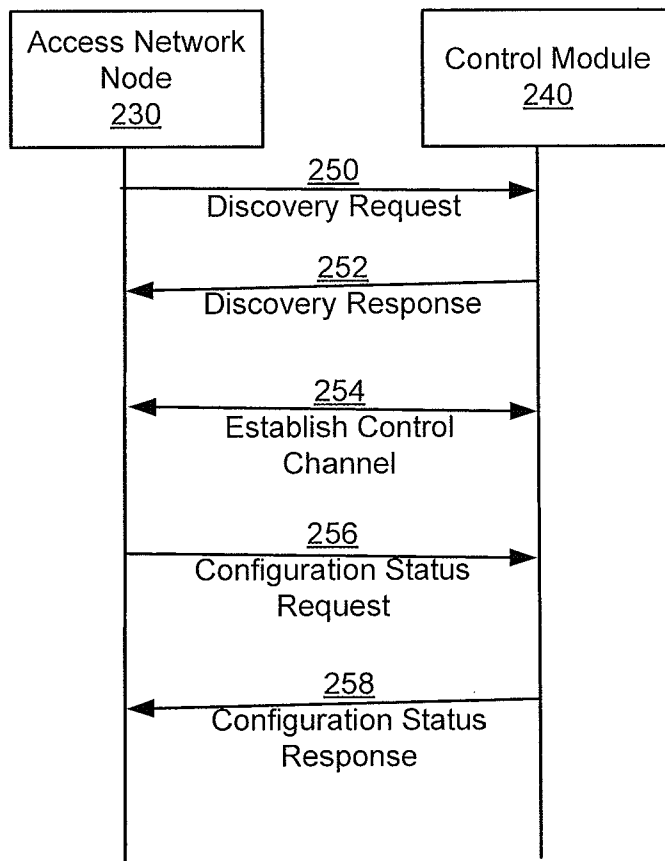 Access Network
Node
230
Control Module
240
250
Discovery Request
252
Discovery Response
254
Establish Control
Channel
256
Configuration Status
Request
258
Configuration Status
Response